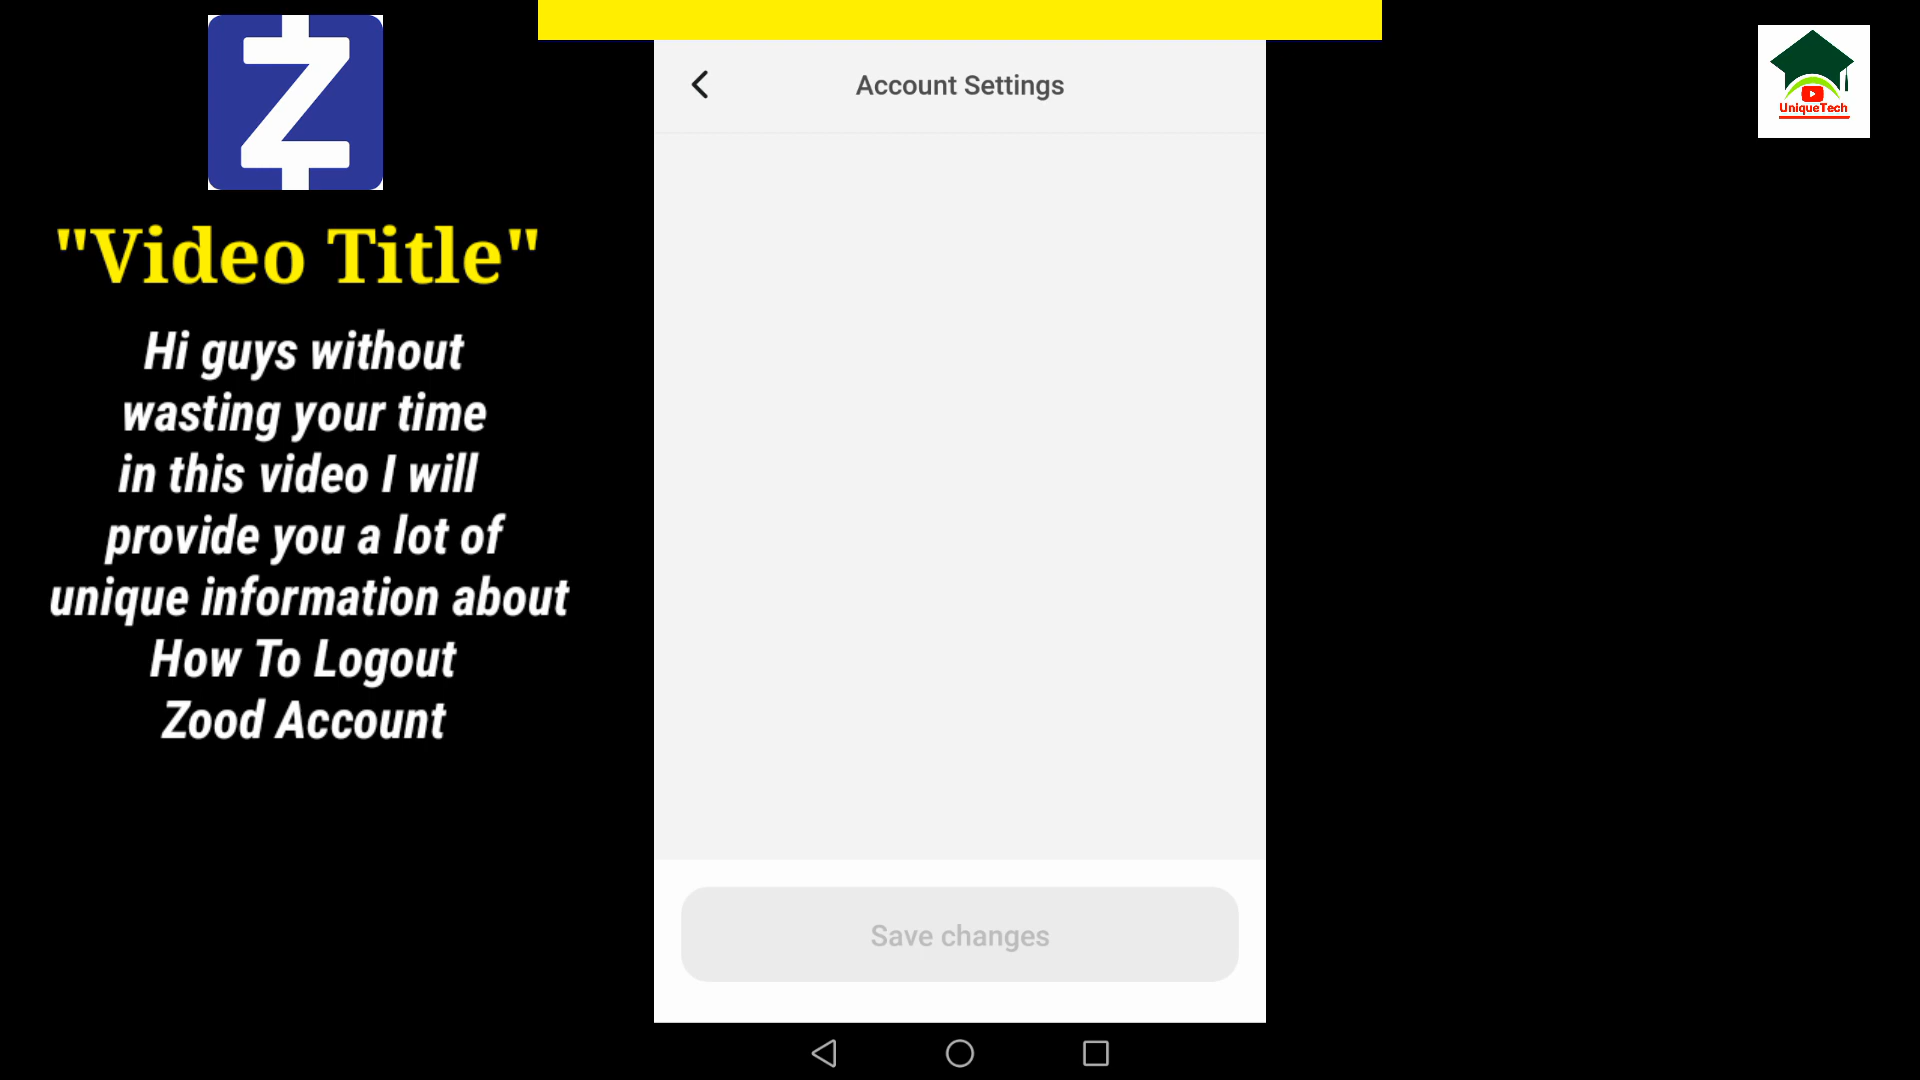 "Video Title"
Hi guys without
wasting your time
in this video I will
provide you a lot of
unique information about
How To Logout
Zood Account
Account Settings
Save changes
UniqueTech